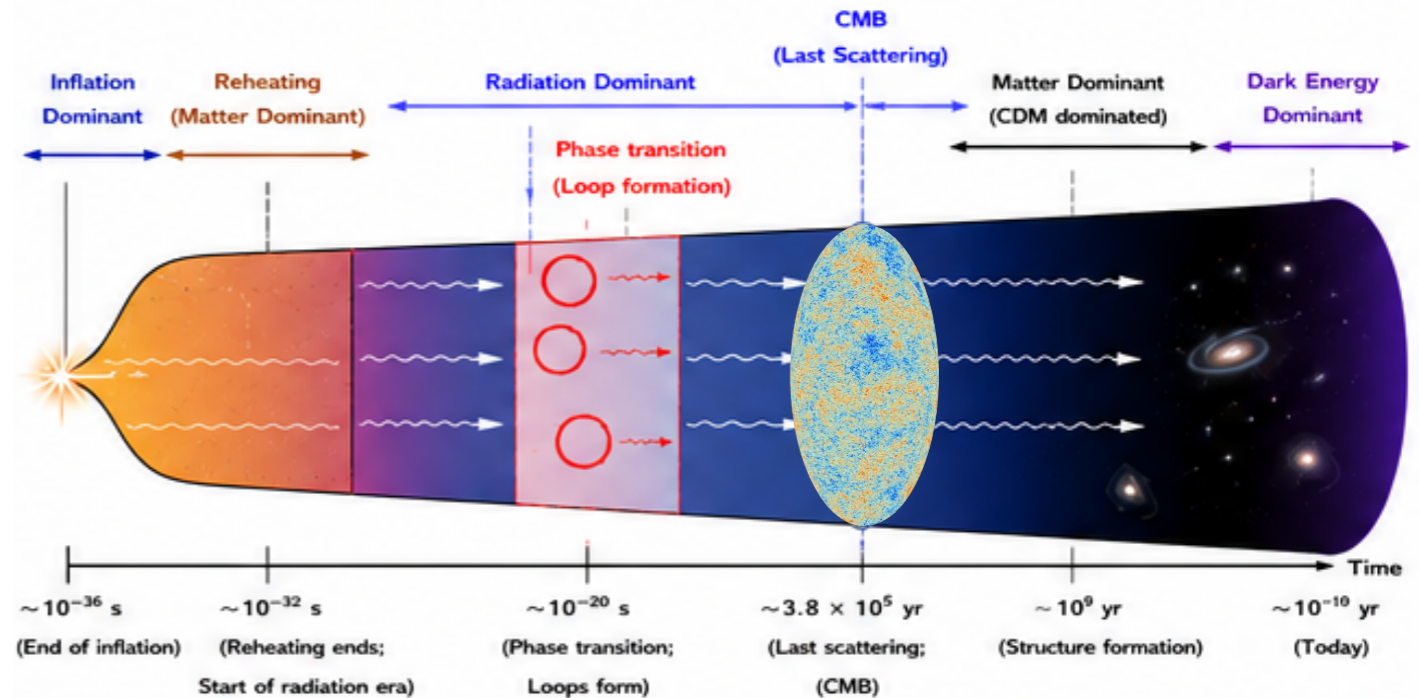 CMB
(Last Scattering)
Inflation
Dominant
Reheating
(Matter Dominant)
Radiation Dominant
Matter Dominant
(CDM dominated)
Dark Energy
Dominant
Phase transition
(Loop formation)
Time
~10⁻³⁶ s
(End of inflation)
~10⁻³² s
(Reheating ends;
Start of radiation era)
~10⁻²⁰ s
(Phase transition;
Loops form)
~3.8 × 10⁵ yr
(Last scattering;
(CMB)
~10⁹ yr
(Structure formation)
~10⁻¹⁰ yr
(Today)